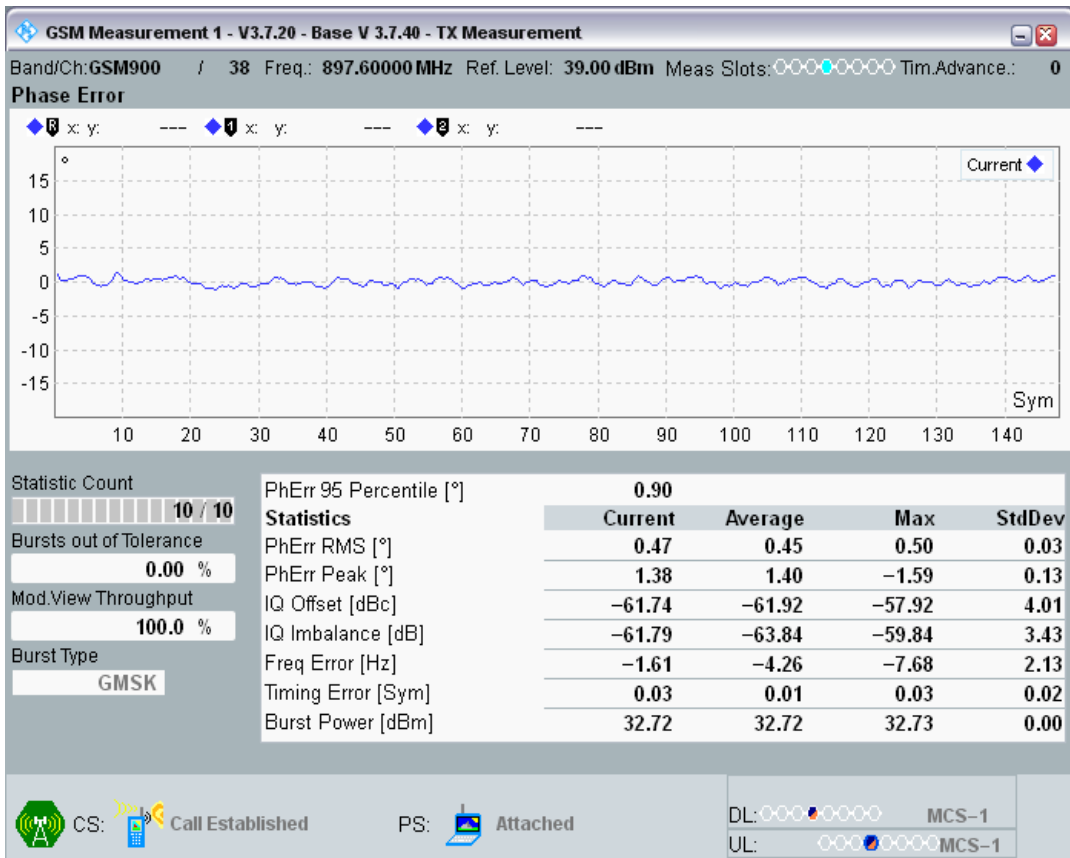 GSM Measurement 1 - V3.7.20 - Base V 3.7.40 - TX Measurement
Band/Ch:GSM900 / 38 Freq.: 897.60000 MHz Ref. Level: 39.00 dBm Meas Slots: Tim.Advance.: 0
Phase Error
R x: y: --- 1 x: y: --- 2 x: y: ---
° Current
15
10
5
0
-5
-10
-15
Sym
10 20 30 40 50 60 70 80 90 100 110 120 130 140
Statistic Count
10 / 10
Bursts out of Tolerance
0.00 %
Mod.View Throughput
100.0 %
Burst Type
GMSK
PhErr 95 Percentile [°] 0.90
Statistics Current Average Max StdDev
PhErr RMS [°] 0.47 0.45 0.50 0.03
PhErr Peak [°] 1.38 1.40 −1.59 0.13
IQ Offset [dBc] −61.74 −61.92 −57.92 4.01
IQ Imbalance [dB] −61.79 −63.84 −59.84 3.43
Freq Error [Hz] −1.61 −4.26 −7.68 2.13
Timing Error [Sym] 0.03 0.01 0.03 0.02
Burst Power [dBm] 32.72 32.72 32.73 0.00
CS: Call Established PS: Attached
DL: MCS−1
UL: MCS−1